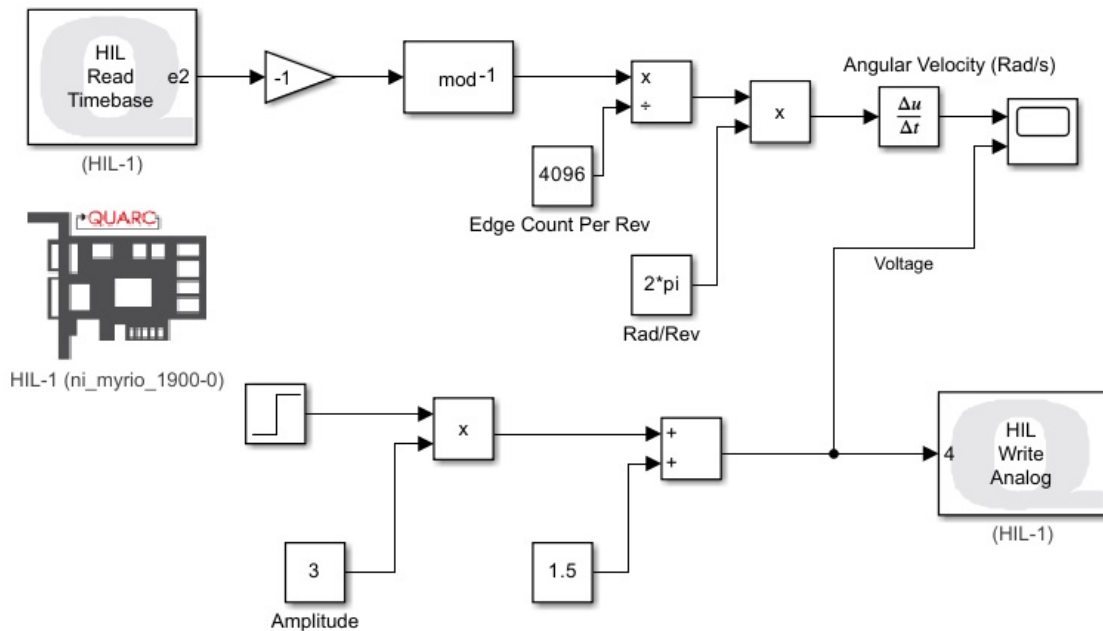 HIL
Read
Timebase
e2
(HIL-1)
-1
mod-1
x
÷
4096
Edge Count Per Rev
x
2*pi
Rad/Rev
Angular Velocity (Rad/s)
Δu
Δt
Voltage
QUARC
HIL-1 (ni_myrio_1900-0)
x
3
Amplitude
+
+
1.5
4
HIL
Write
Analog
(HIL-1)